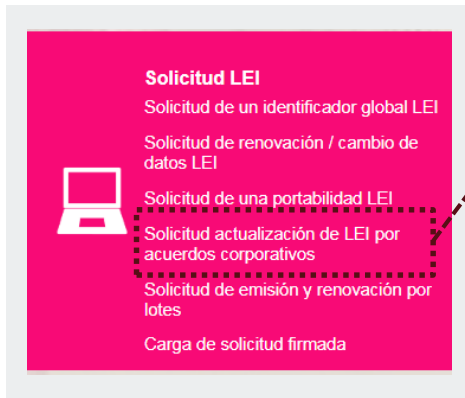 Solicitud LEI
Solicitud de un identificador global LEI
Solicitud de renovación / cambio de
datos LEI
Solicitud de una portabilidad LEI
Solicitud actualización de LEI por
acuerdos corporativos
Solicitud de emisión y renovación por
lotes
Carga de solicitud firmada